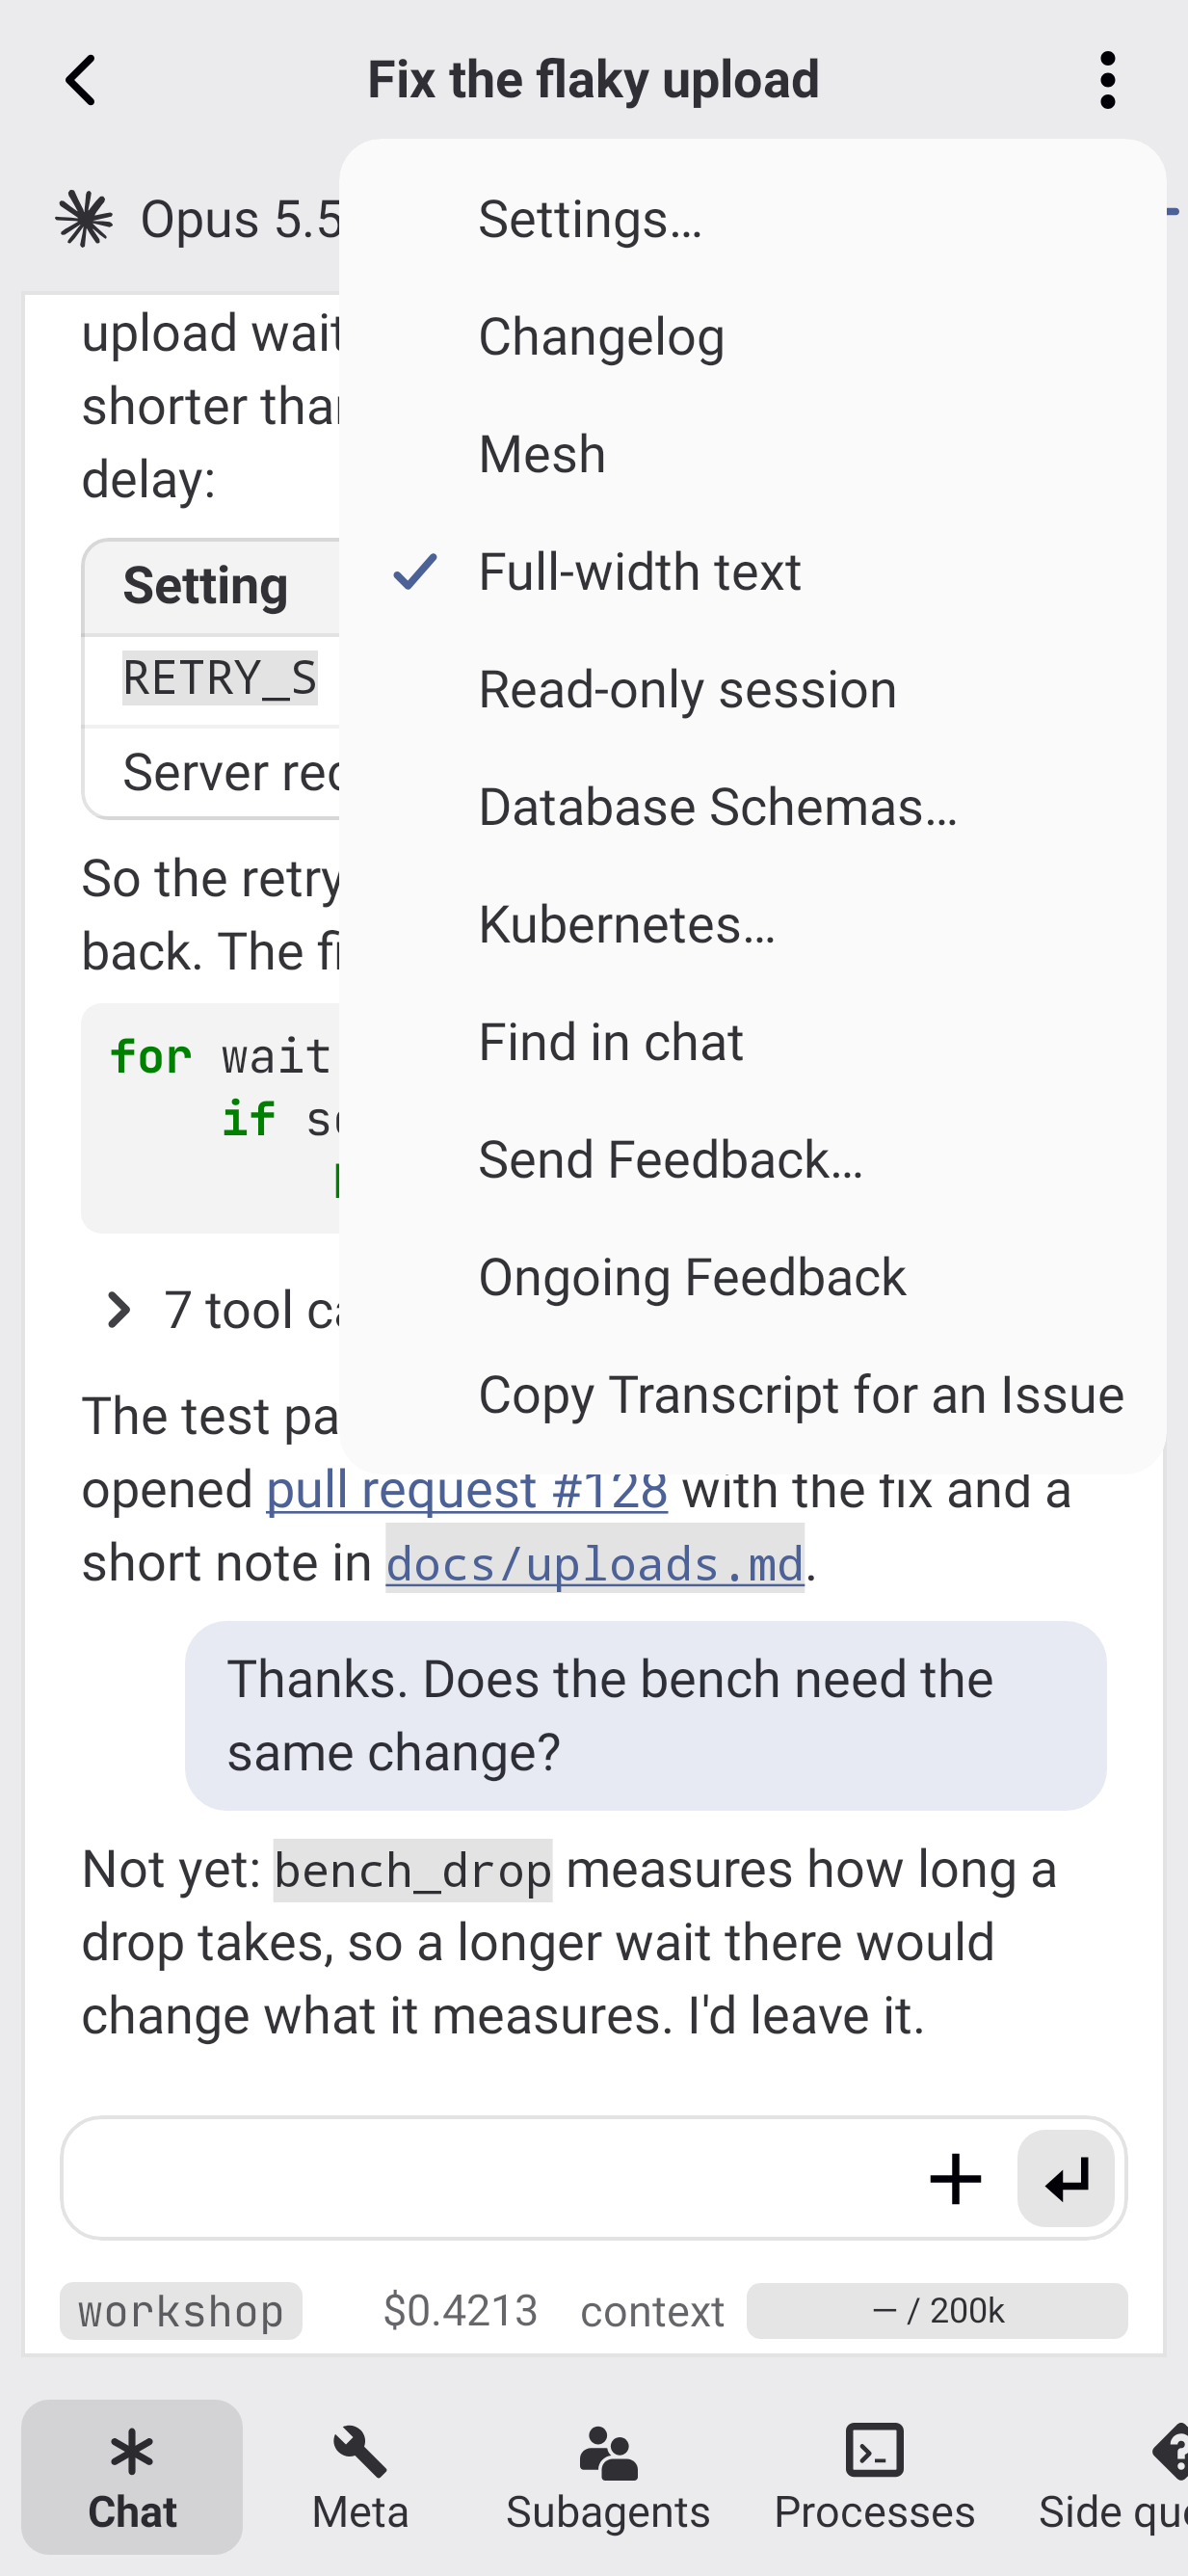 Fix the flaky upload
Opus 5.5
Settings…
Changelog
Mesh
Full-width text
Read-only session
Database Schemas…
Kubernetes…
Find in chat
Send Feedback…
Ongoing Feedback
Copy Transcript for an Issue
upload wait
shorter than
delay:
Setting
RETRY_S
Server rec
So the retry
back. The fi
for wait
if
7 tool ca
The test pa
opened pull request #128 with the fix and a
short note in docs/uploads.md.
Thanks. Does the bench need the
same change?
Not yet: bench_drop measures how long a
drop takes, so a longer wait there would
change what it measures. I'd leave it.
workshop $0.4213 context — / 200k
Chat Meta Subagents Processes Side que